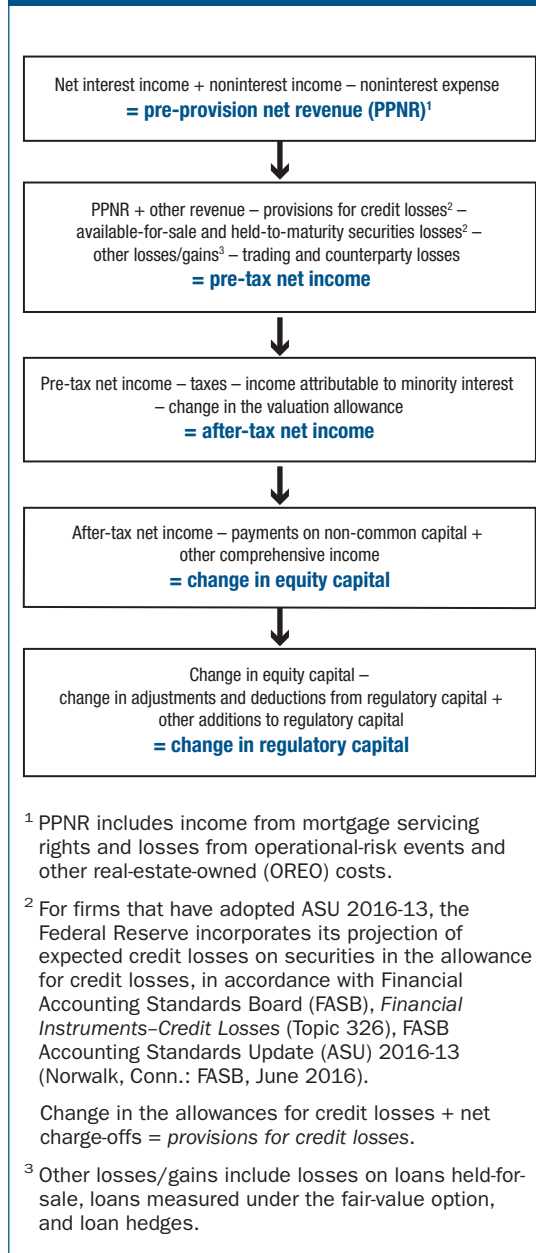 Net interest income + noninterest income – noninterest expense
= pre-provision net revenue (PPNR)¹
PPNR + other revenue – provisions for credit losses² –
available-for-sale and held-to-maturity securities losses² –
other losses/gains³ – trading and counterparty losses
= pre-tax net income
Pre-tax net income – taxes – income attributable to minority interest
– change in the valuation allowance
= after-tax net income
After-tax net income – payments on non-common capital +
other comprehensive income
= change in equity capital
Change in equity capital –
change in adjustments and deductions from regulatory capital +
other additions to regulatory capital
= change in regulatory capital
¹ PPNR includes income from mortgage servicing
rights and losses from operational-risk events and
other real-estate-owned (OREO) costs.
² For firms that have adopted ASU 2016-13, the
Federal Reserve incorporates its projection of
expected credit losses on securities in the allowance
for credit losses, in accordance with Financial
Accounting Standards Board (FASB), Financial
Instruments–Credit Losses (Topic 326), FASB
Accounting Standards Update (ASU) 2016-13
(Norwalk, Conn.: FASB, June 2016).
Change in the allowances for credit losses + net
charge-offs = provisions for credit losses.
³ Other losses/gains include losses on loans held-for-
sale, loans measured under the fair-value option,
and loan hedges.